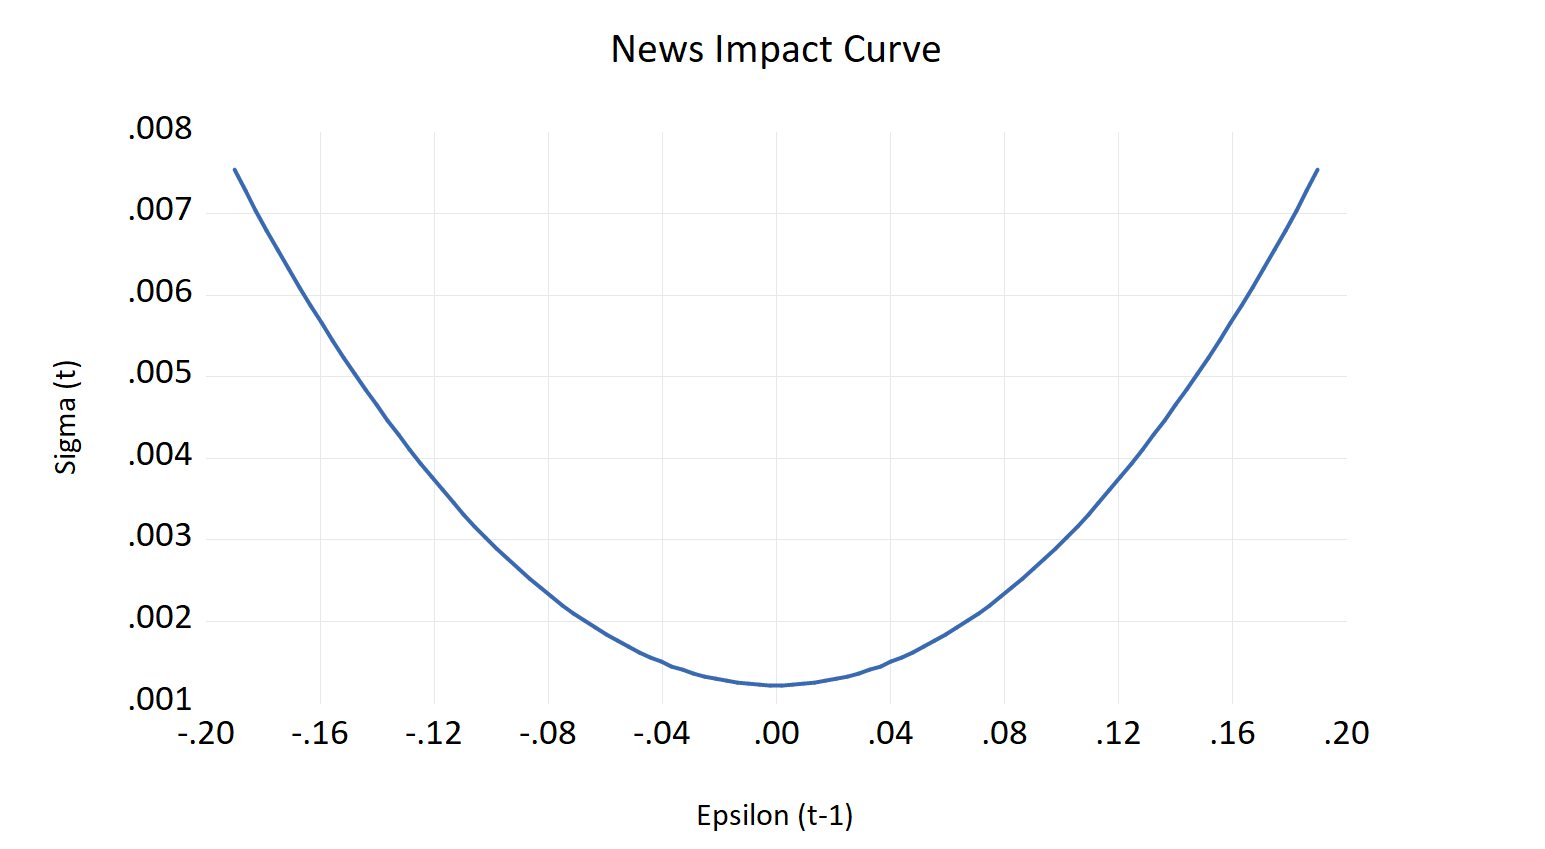 News Impact Curve
.008
.007
.006
.005
.004
.003
.002
.001
Sigma (t)
-.20 -.16 -.12 -.08 -.04 .00 .04 .08 .12 .16 .20
Epsilon (t-1)